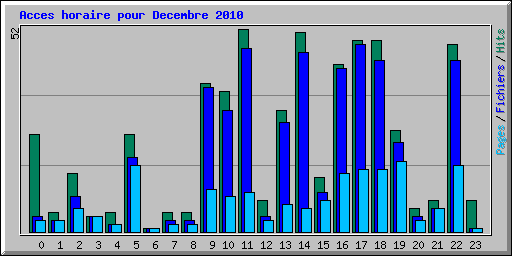 Acces horaire pour Decembre 2010
52
Pages / Fichiers / Hits
0 1 2 3 4 5 6 7 8 9 10 11 12 13 14 15 16 17 18 19 20 21 22 23